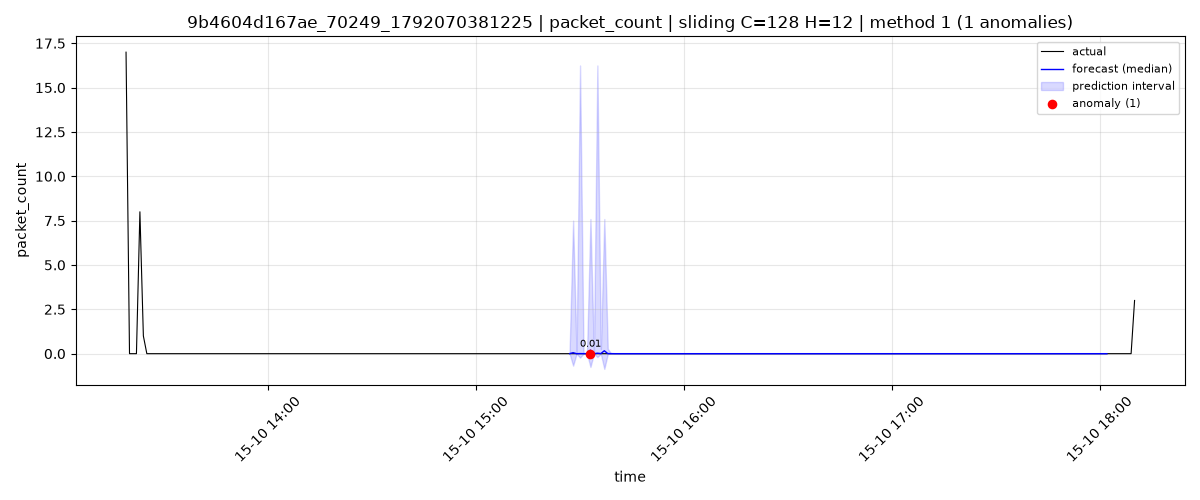 9b4604d167ae_70249_1792070381225 | packet_count | sliding C=128 H=12 | method 1 (1 anomalies)
17.5
15.0
12.5
10.0
7.5
5.0
2.5
0.0
packet_count
actual
forecast (median)
prediction interval
anomaly (1)
0.01
15-10 14:00
15-10 15:00
15-10 16:00
15-10 17:00
15-10 18:00
time